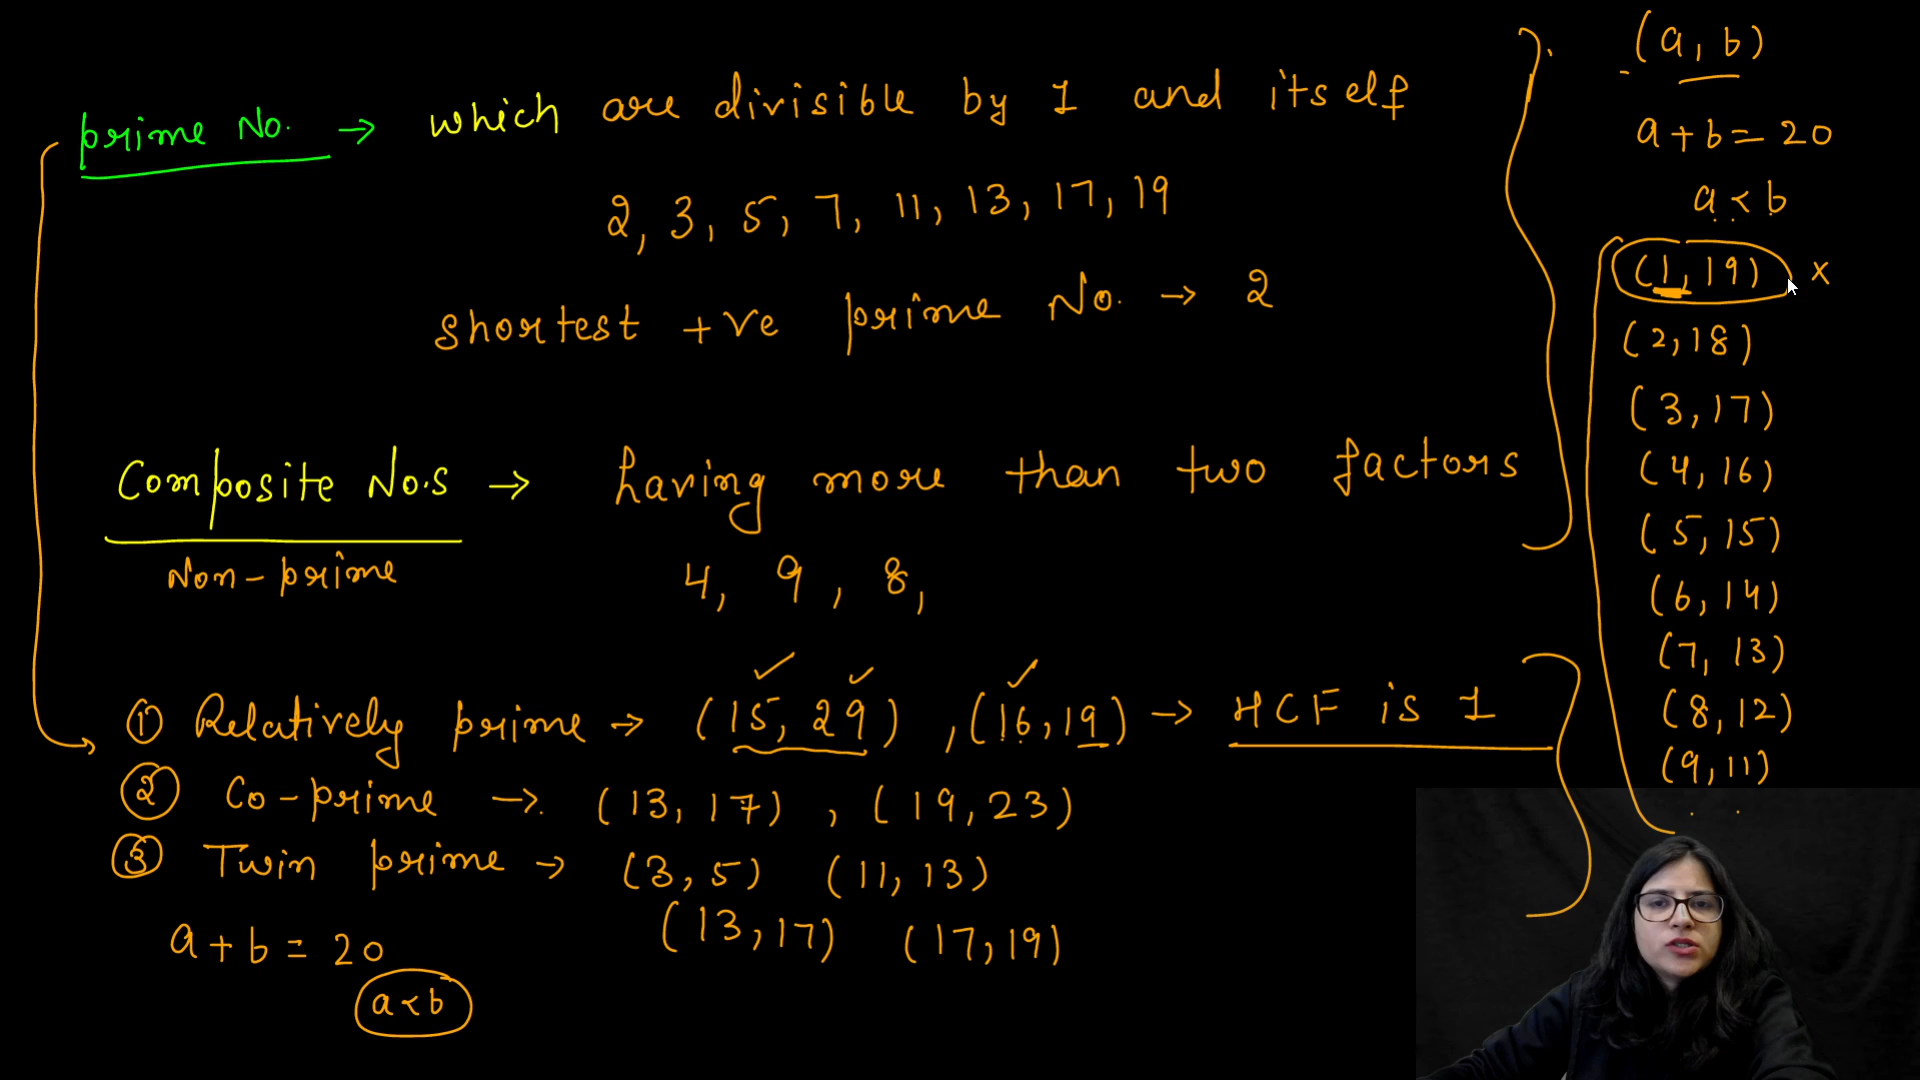 prime No. → which are divisible by 1 and itself
2, 3, 5, 7, 11, 13, 17, 19
shortest +ve prime No. → 2
Composite No.s → having more than two factors
Non-prime
4, 9, 8,
① Relatively prime → (15, 29), (16, 19) → HCF is 1
② Co-prime → (13, 17), (19, 23)
③ Twin prime → (3, 5) (11, 13)
(13, 17) (17, 19)
a + b = 20
a < b
(a, b)
a + b = 20
a < b
(1, 19) x
(2, 18)
(3, 17)
(4, 16)
(5, 15)
(6, 14)
(7, 13)
(8, 12)
(9, 11)